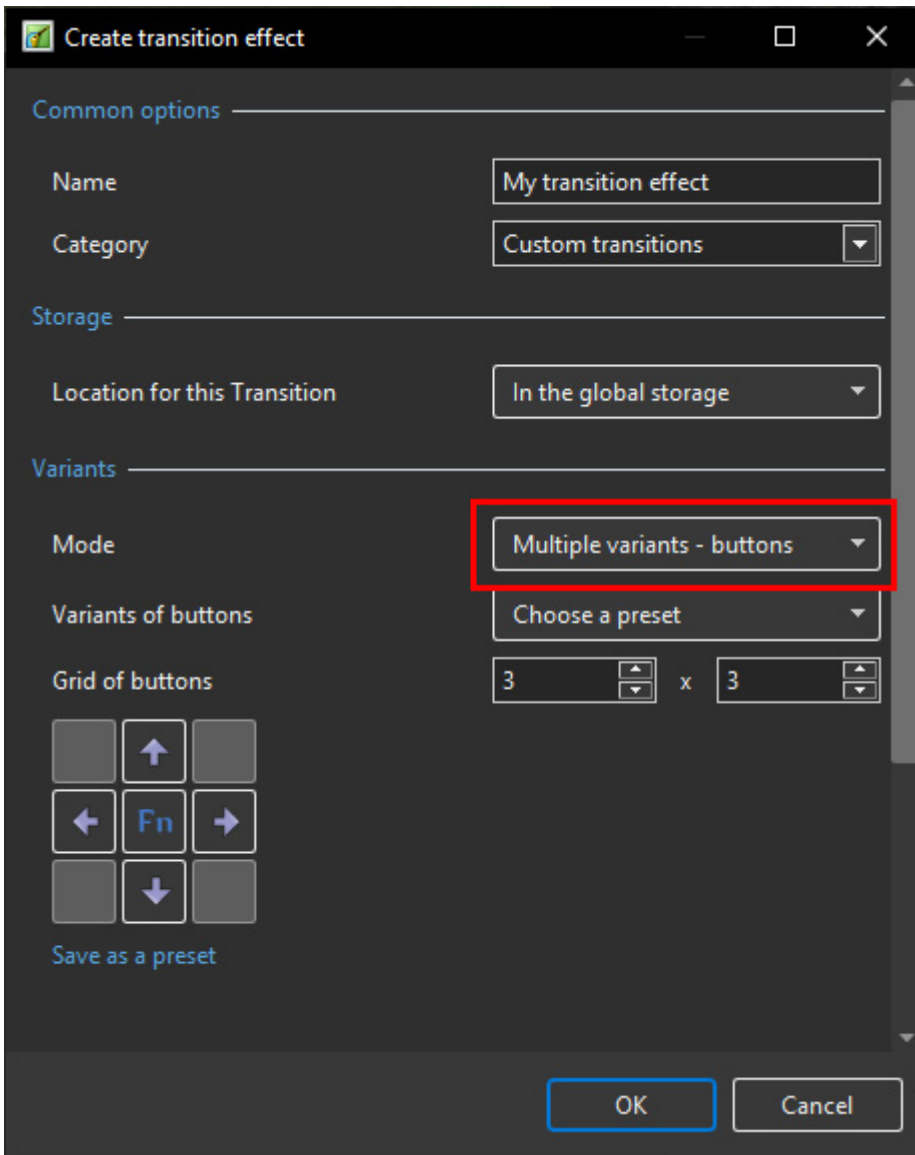 Create transition effect
Common options
Name My transition effect
Category Custom transitions
Storage
Location for this Transition In the global storage
Variants
Mode Multiple variants - buttons
Variants of buttons Choose a preset
Grid of buttons 3 x 3
Fn
Save as a preset
OK Cancel